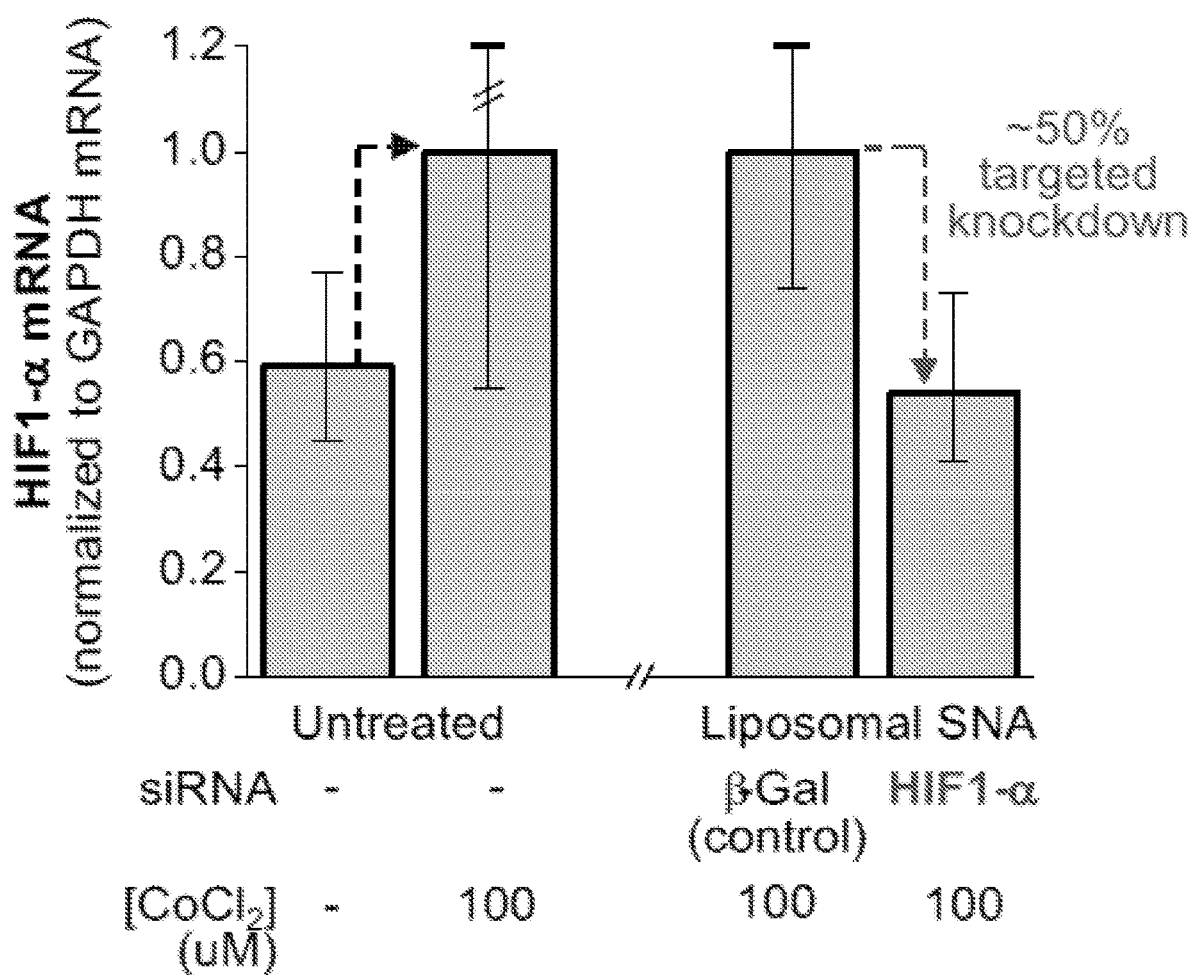 HIF1-α mRNA
(normalized to GAPDH mRNA)
1.2
1.0
0.8
0.6
0.4
0.2
0.0
~50%
targeted
knockdown
Untreated
Liposomal SNA
siRNA - - β-Gal HIF1-α
(control)
[CoCl₂] - 100 100 100
(uM)